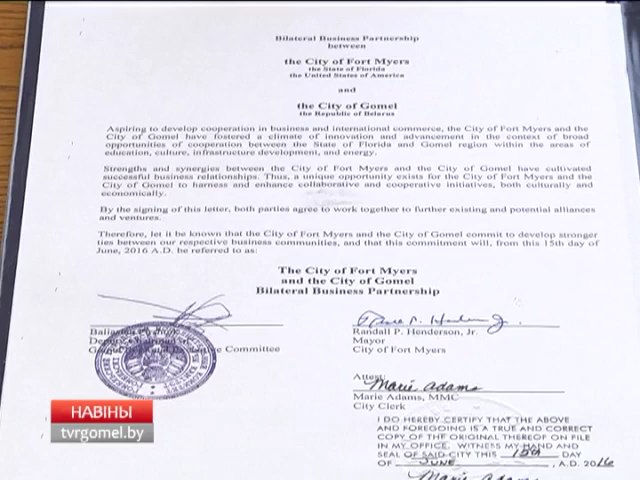 Bilateral Business Partnership
between
the City of Fort Myers
the State of Florida
the United States of America
and
the City of Gomel
the Republic of Belarus
Aspiring to develop cooperation in business and international commerce, the City of Fort Myers and the
City of Gomel have fostered a climate of innovation and advancement in the context of broad
opportunities of cooperation between the State of Florida and Gomel region within the areas of
education, culture, infrastructure development, and energy.
Strengths and synergies between the City of Fort Myers and the City of Gomel have cultivated
successful business relationships. Thus, a unique opportunity exists for the City of Fort Myers and the
City of Gomel to harness and enhance collaborative and cooperative initiatives, both culturally and
economically.
By the signing of this letter, both parties agree to work together to further existing and potential alliances
and ventures.
Therefore, let it be known that the City of Fort Myers and the City of Gomel commit to develop stronger
ties between our respective business communities, and that this commitment will, from this 15th day of
June, 2016 A.D. be referred to as:
The City of Fort Myers
and the City of Gomel
Bilateral Business Partnership
Deputy Chairman
Committee
Randall P. Henderson, Jr.
Mayor
City of Fort Myers
Attest:
Marie Adams
Marie Adams, MMC
City Clerk
I DO HEREBY CERTIFY THAT THE ABOVE
AND FOREGOING IS A TRUE AND CORRECT
COPY OF THE ORIGINAL THEREOF ON FILE
IN MY OFFICE. WITNESS MY HAND AND
SEAL OF SAID CITY THIS 15th DAY
OF JUNE, A.D. 2016
Marie Adams
НАВІНЫ
tvrgomel.by